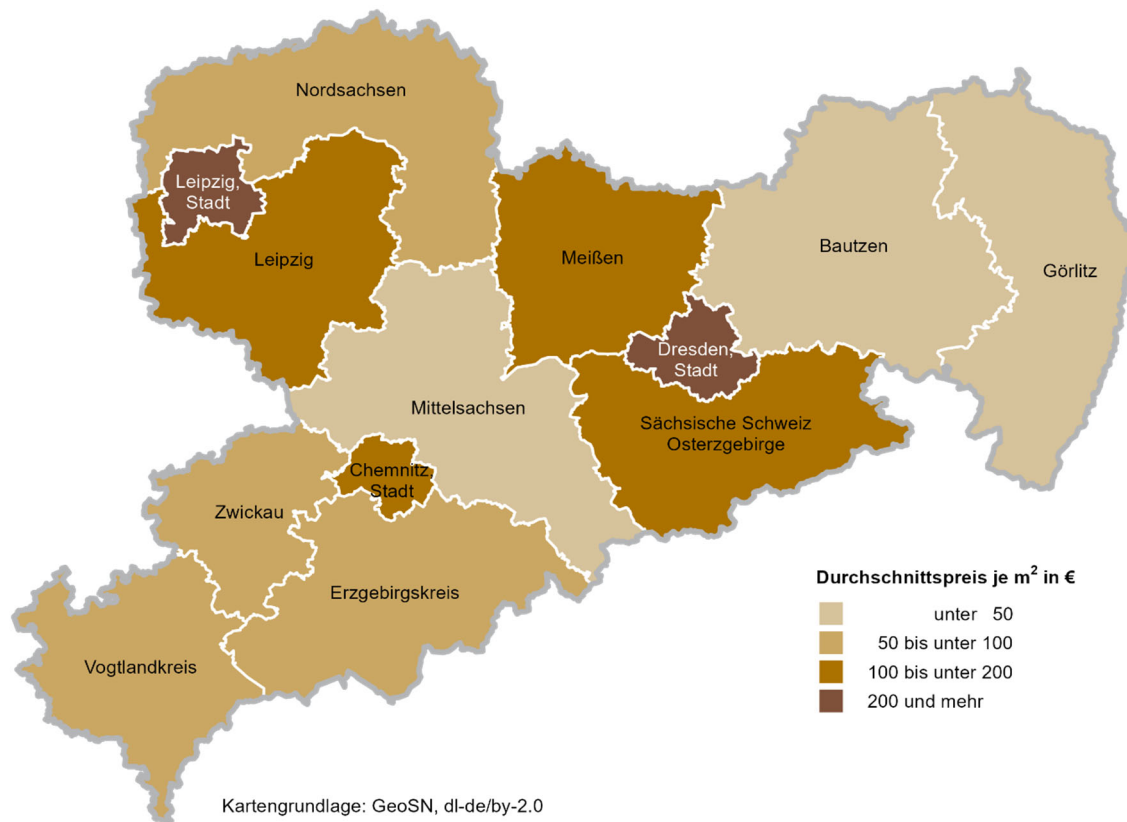 Nordsachsen
Leipzig,
Stadt
Leipzig
Meißen
Bautzen
Görlitz
Dresden,
Stadt
Mittelsachsen
Sächsische Schweiz
Osterzgebirge
Chemnitz,
Stadt
Zwickau
Erzgebirgskreis
Vogtlandkreis
Durchschnittspreis je m² in €
unter 50
50 bis unter 100
100 bis unter 200
200 und mehr
Kartengrundlage: GeoSN, dl-de/by-2.0